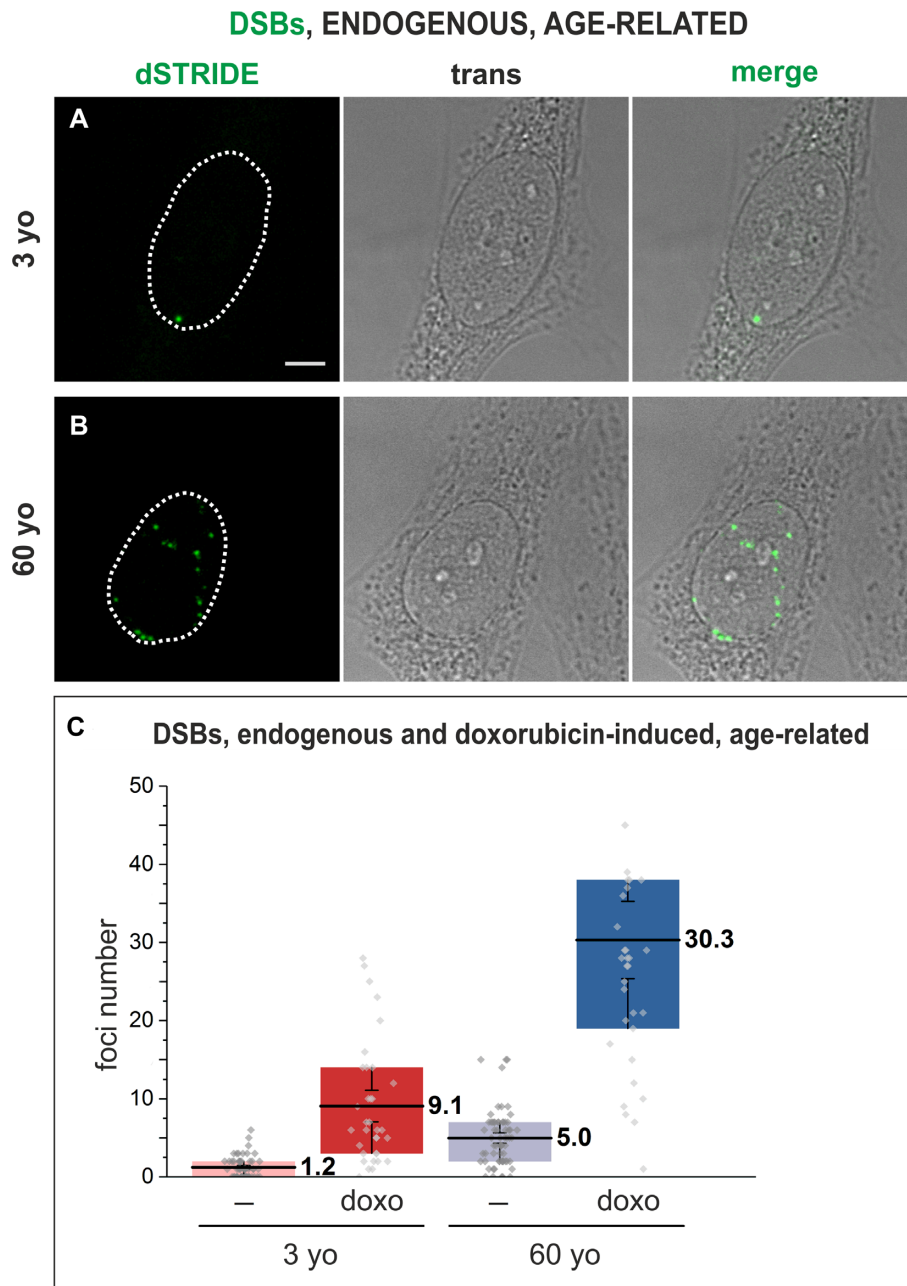 DSBs, ENDOGENOUS, AGE-RELATED
dSTRIDE trans merge
A
3 yo
B
60 yo
C DSBs, endogenous and doxorubicin-induced, age-related
50
40
30
20
10
0
foci number
1.2
9.1
5.0
30.3
– doxo – doxo
3 yo 60 yo